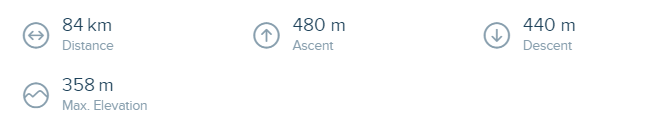 84 km
Distance
480 m
Ascent
440 m
Descent
358 m
Max. Elevation